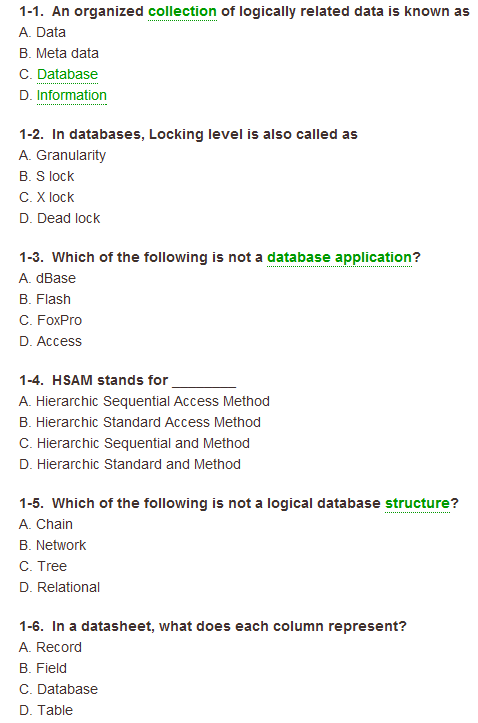 1-1. An organized collection of logically related data is known as
A. Data
B. Meta data
C. Database
D. Information
1-2. In databases, Locking level is also called as
A. Granularity
B. S lock
C. X lock
D. Dead lock
1-3. Which of the following is not a database application?
A. dBase
B. Flash
C. FoxPro
D. Access
1-4. HSAM stands for ________
A. Hierarchic Sequential Access Method
B. Hierarchic Standard Access Method
C. Hierarchic Sequential and Method
D. Hierarchic Standard and Method
1-5. Which of the following is not a logical database structure?
A. Chain
B. Network
C. Tree
D. Relational
1-6. In a datasheet, what does each column represent?
A. Record
B. Field
C. Database
D. Table